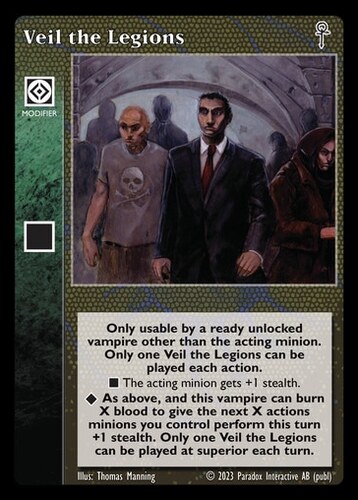 Veil the Legions
MODIFIER
Only usable by a ready unlocked
vampire other than the acting minion.
Only one Veil the Legions can be
played each action.
The acting minion gets +1 stealth.
As above, and this vampire can burn
X blood to give the next X actions
minions you control perform this turn
+1 stealth. Only one Veil the Legions
can be played at superior each turn.
Illus: Thomas Manning © 2023 Paradox Interactive AB (publ)